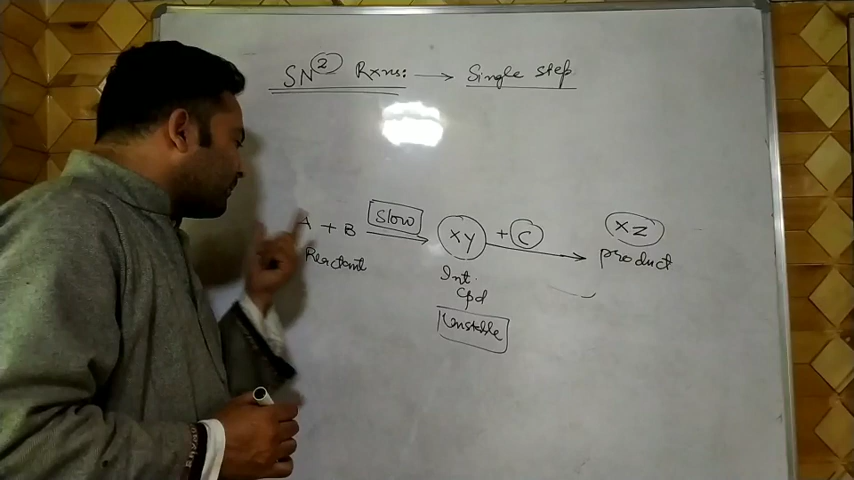 SN² Rxns: → Single step
A + B Slow → XY + C → XZ
Reactant
product
Int.
Cpd
Unstable